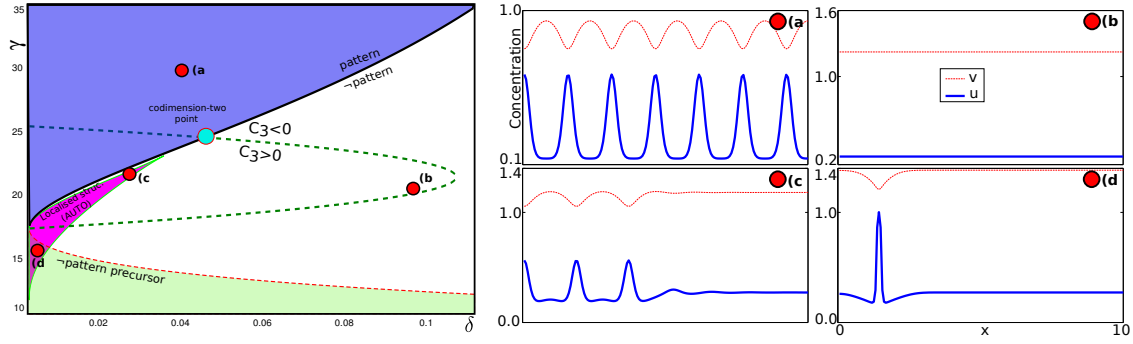 35
γ
30
25
20
15
10
(a
pattern
¬pattern
codimension-two
point
C3<0
C3>0
(c
(b
Localised struc.
(AUTO)
(d
¬pattern precursor
0.02
0.04
0.06
0.08
0.1
δ
1.0
Concentration
0.1
(a
1.6
1.0
0.2
(b
v
u
1.4
1.0
0.0
(c
1.4
1.0
0.0
(d
0
x
10